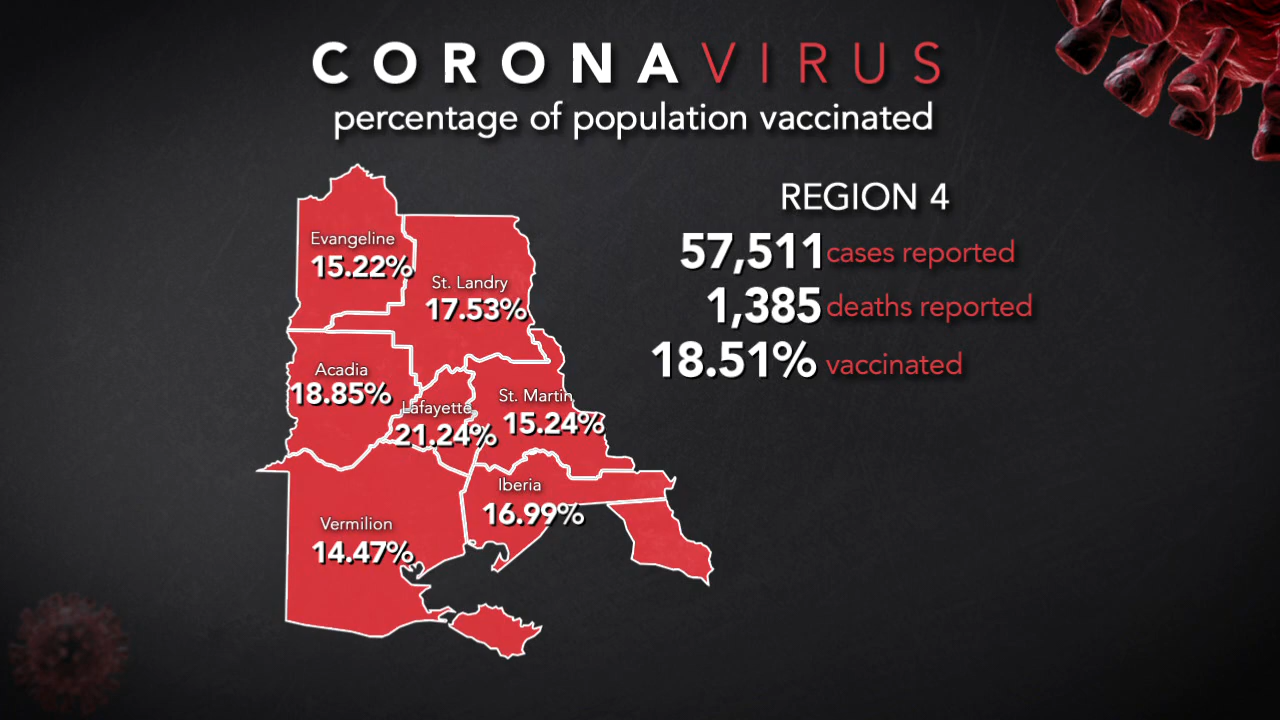 CORONAVIRUS
percentage of population vaccinated
REGION 4
57,511 cases reported
1,385 deaths reported
18.51% vaccinated
Evangeline
15.22%
St. Landry
17.53%
Acadia
18.85%
Lafayette
21.24%
St. Martin
15.24%
Iberia
16.99%
Vermilion
14.47%